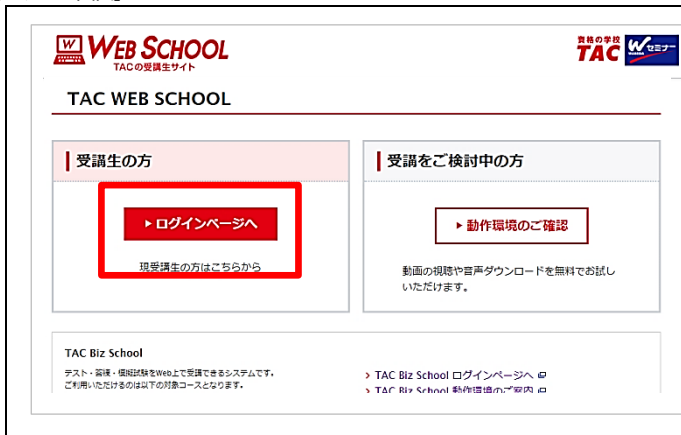 WEB SCHOOL
TACの受講生サイト
資格の学校
TAC Wセミナー
TAC WEB SCHOOL
受講生の方
ログインページへ
現受講生の方はこちらから
受講をご検討中の方
動作環境のご確認
動画の視聴や音声ダウンロードを無料でお試し
いただけます。
TAC Biz School
テスト・答練・模擬試験をWeb上で受講できるシステムです。
ご利用いただけるのは以下の対象コースとなります。
TAC Biz School ログインページへ
TAC Biz School 動作環境のご案内